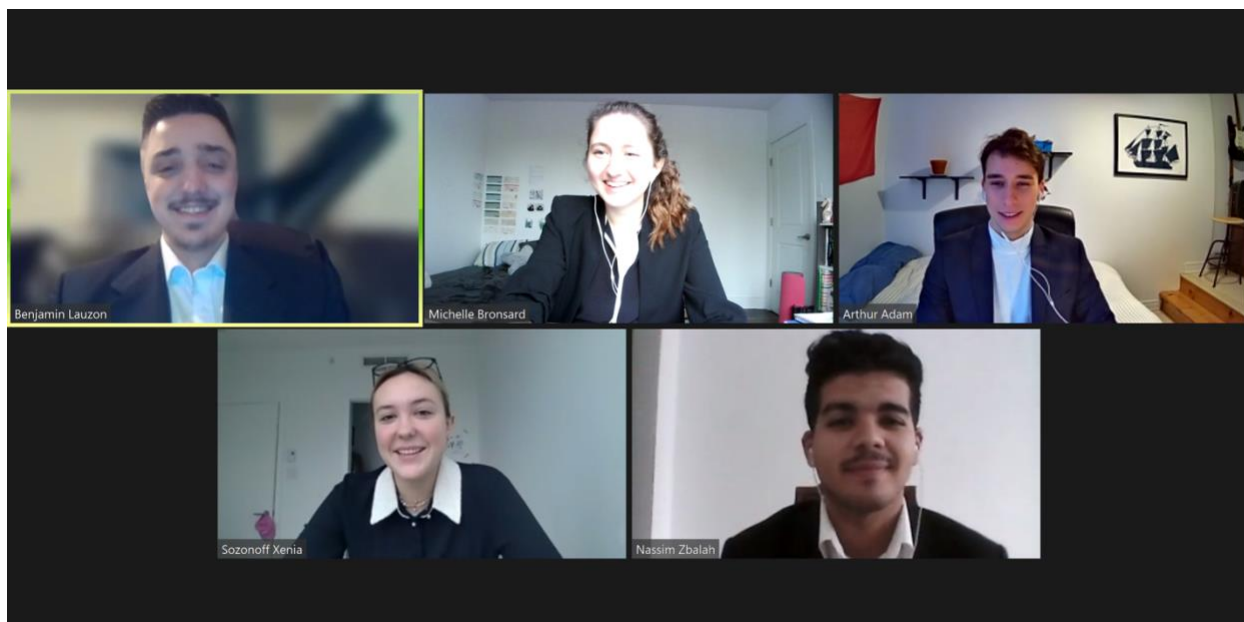 Benjamin Lauzon
Michelle Bronsard
Arthur Adam
Sozonoff Xenia
Nassim Zbalah